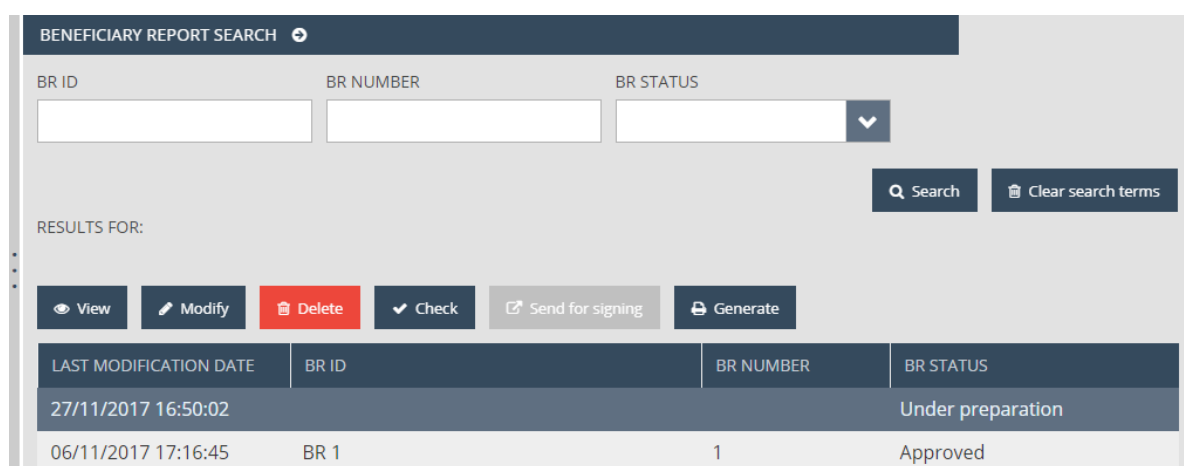 BENEFICIARY REPORT SEARCH
BR ID BR NUMBER BR STATUS
Search Clear search terms
RESULTS FOR:
View Modify Delete Check Send for signing Generate
LAST MODIFICATION DATE BR ID BR NUMBER BR STATUS
27/11/2017 16:50:02 Under preparation
06/11/2017 17:16:45 BR 1 1 Approved